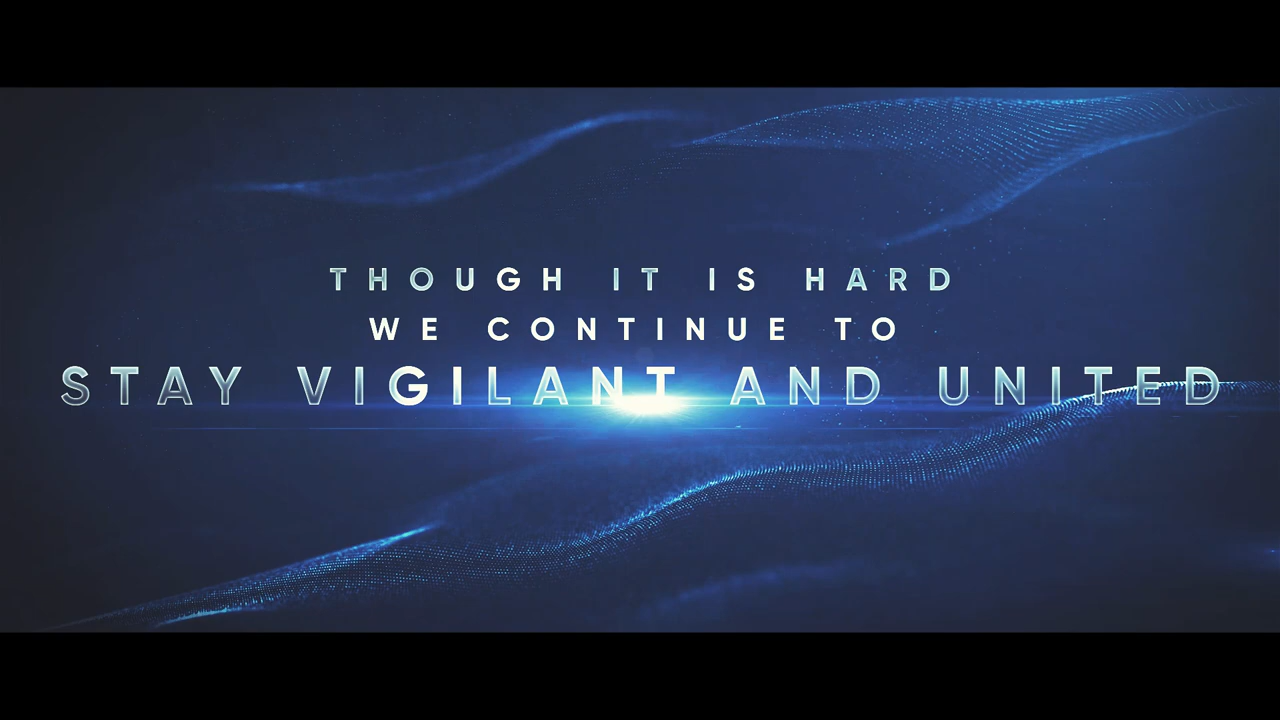 THOUGH IT IS HARD
WE CONTINUE TO
STAY VIGILANT AND UNITED